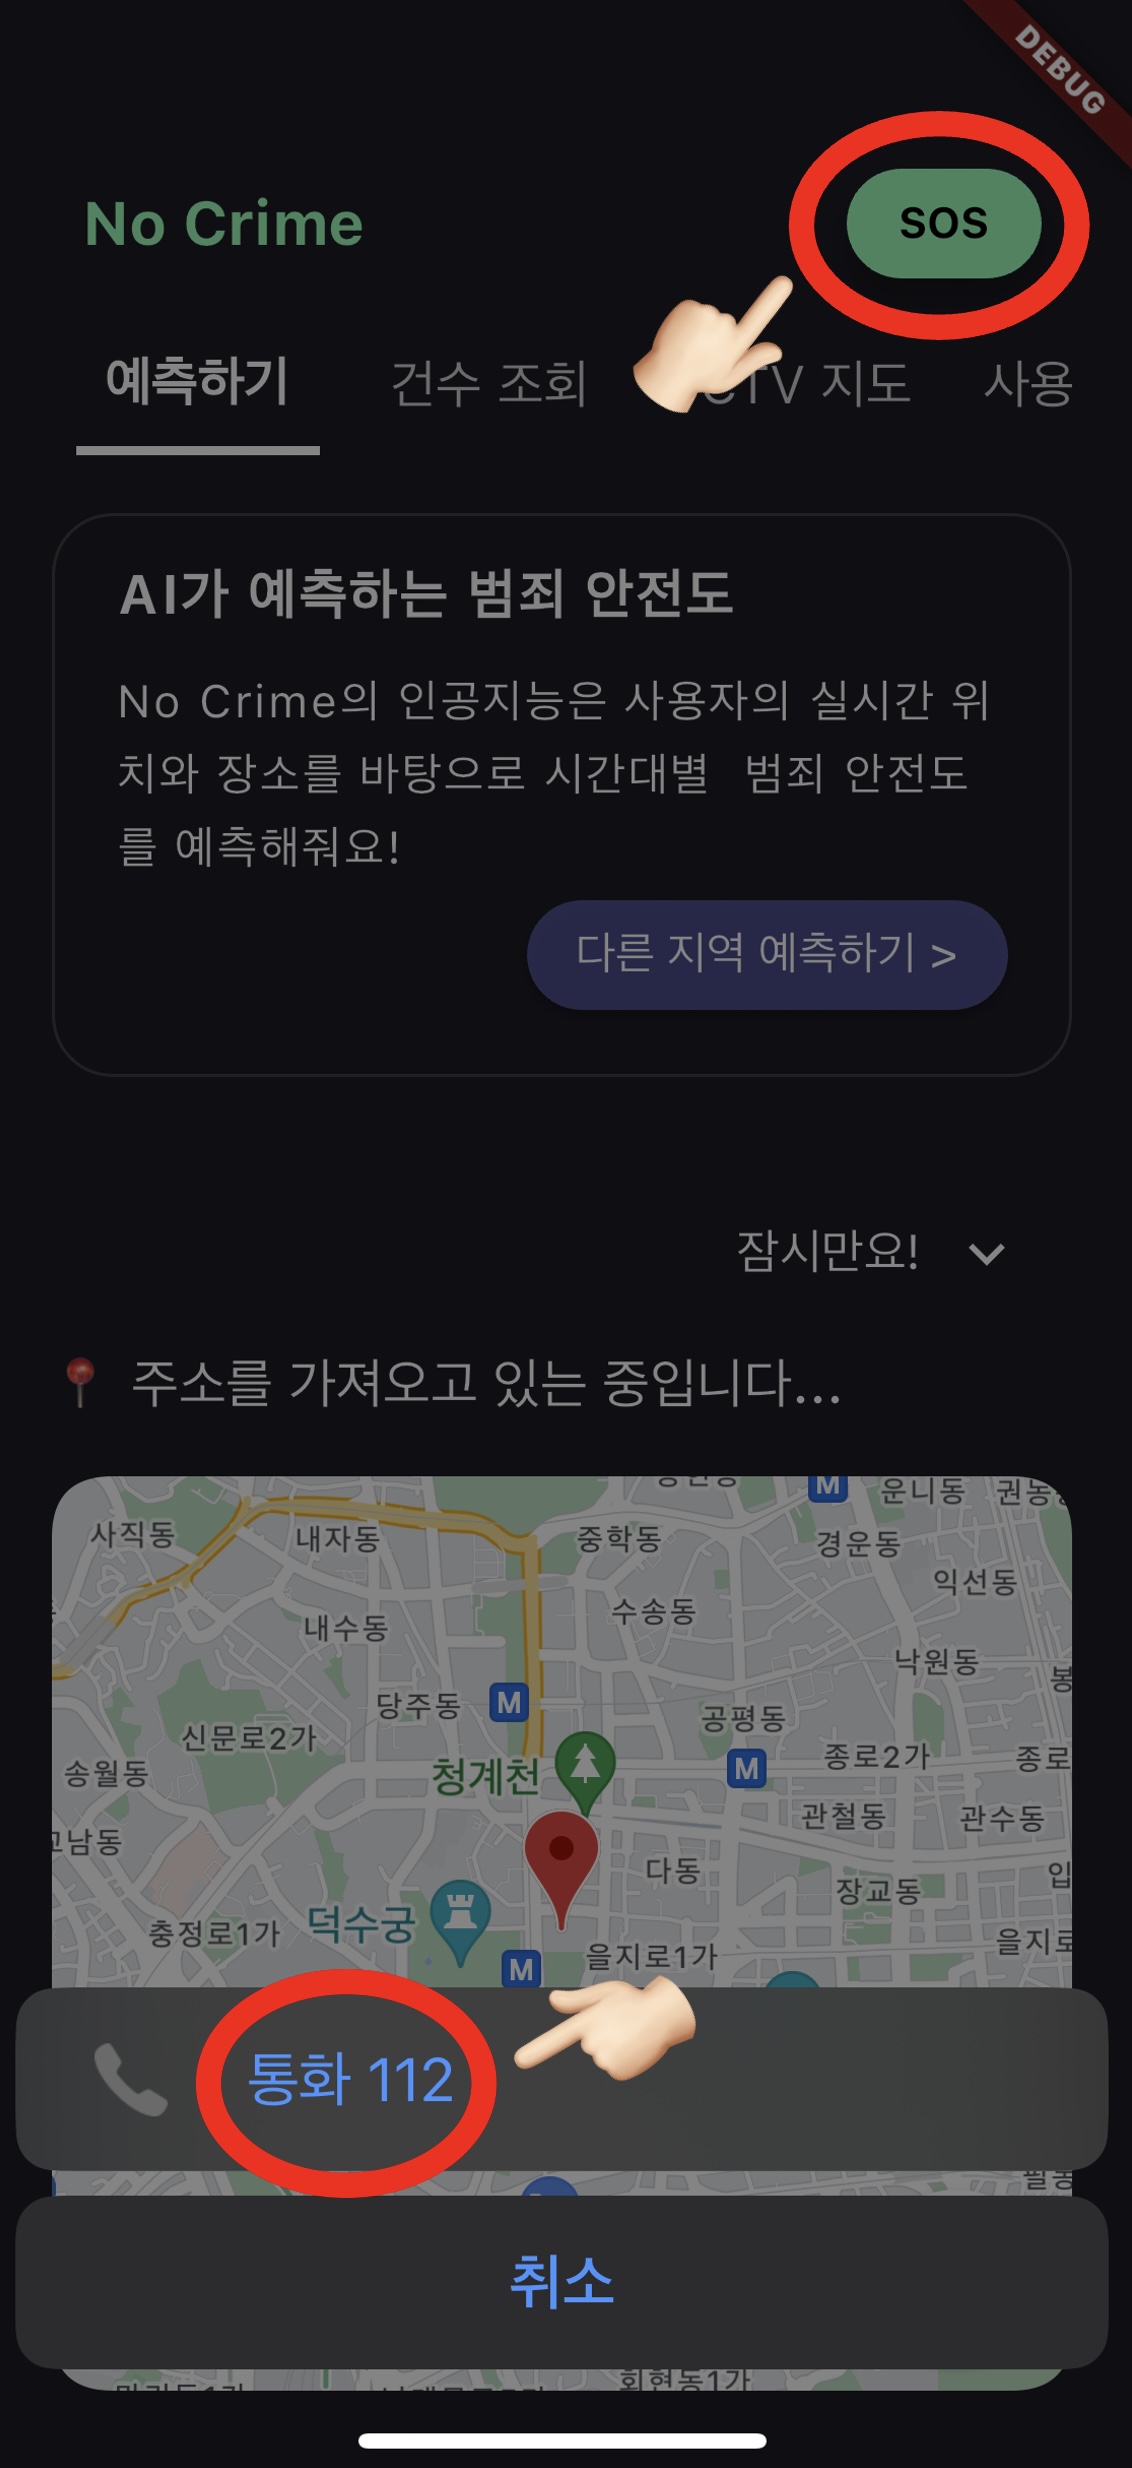 DEBUG
No Crime
SOS
예측하기
건수 조회
CTV 지도
사용
AI가 예측하는 범죄 안전도
No Crime의 인공지능은 사용자의 실시간 위
치와 장소를 바탕으로 시간대별 범죄 안전도
를 예측해줘요!
다른 지역 예측하기 >
잠시만요!
주소를 가져오고 있는 중입니다...
M
운니동
사직동
내자동
중학동
경운동
익선동
내수동
수송동
낙원동
당주동
M
공평동
신문로2가
송월동
청계천
M
종로2가
종로
관철동
관수동
교남동
다동
장교동
입
덕수궁
충정로1가
M
을지로1가
을지로
통화 112
필동
취소
회현동1가